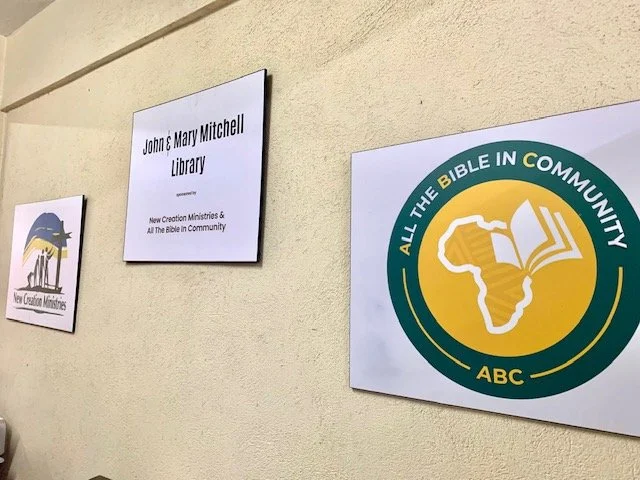 New Creation Ministries
John & Mary Mitchell
Library
sponsored by
New Creation Ministries &
All The Bible In Community
ALL THE BIBLE IN COMMUNITY
ABC